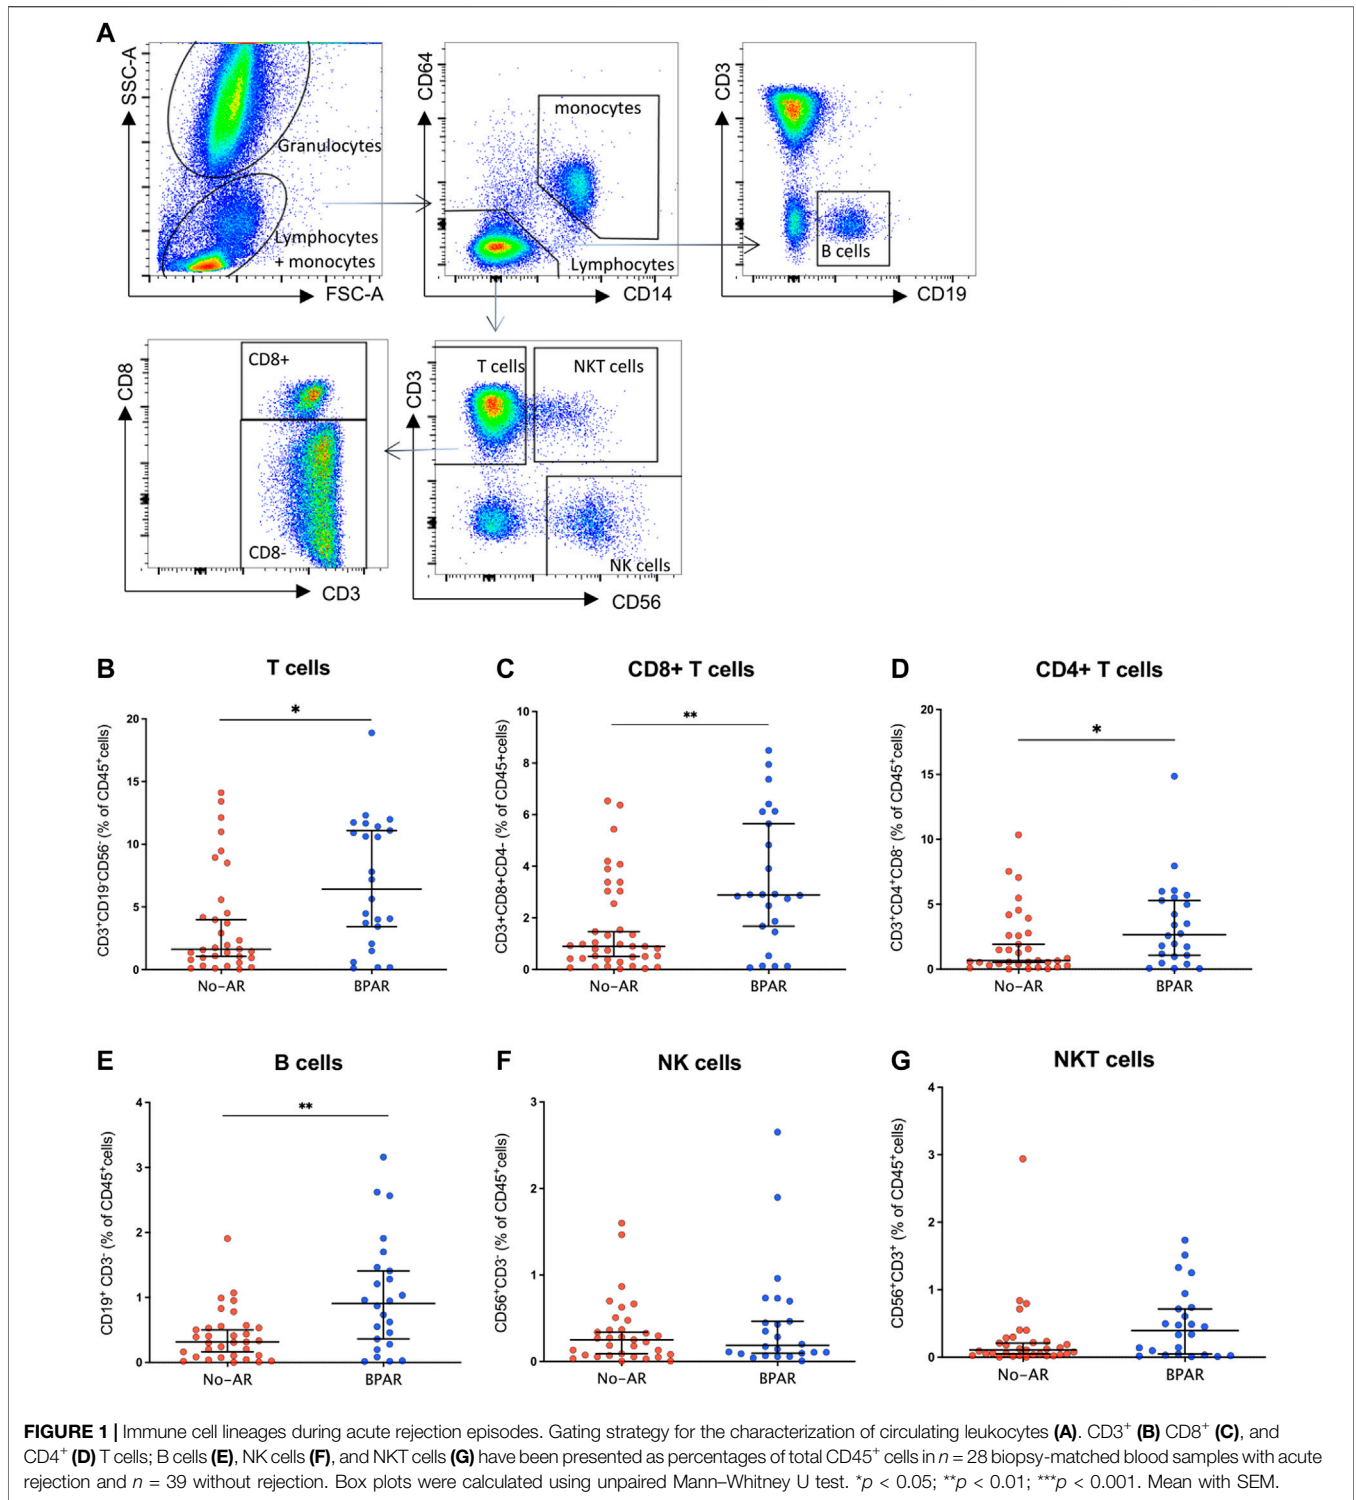 A
SSC-A
Granulocytes
Lymphocytes
+ monocytes
FSC-A
CD64
monocytes
Lymphocytes
CD14
CD3
B cells
CD19
CD8
CD8+
CD8-
CD3
CD3
T cells
NKT cells
NK cells
CD56
B
T cells
*
CD3⁺CD19⁻CD56⁻ (% of CD45⁺cells)
20
15
10
5
0
No–AR
BPAR
C
CD8+ T cells
**
CD3+CD8+CD4- (% of CD45+cells)
10
8
6
4
2
0
No–AR
BPAR
D
CD4+ T cells
*
CD3⁺CD4⁺CD8⁻ (% of CD45⁺cells)
20
15
10
5
0
No–AR
BPAR
E
B cells
**
CD19⁺ CD3⁻ (% of CD45⁺cells)
4
3
2
1
0
No–AR
BPAR
F
NK cells
CD56⁺CD3⁻ (% of CD45⁺cells)
3
2
1
0
No–AR
BPAR
G
NKT cells
CD56⁺CD3⁺ (% of CD45⁺cells)
4
3
2
1
0
No–AR
BPAR
FIGURE 1 | Immune cell lineages during acute rejection episodes. Gating strategy for the characterization of circulating leukocytes (A). CD3⁺ (B) CD8⁺ (C), and
CD4⁺ (D) T cells; B cells (E), NK cells (F), and NKT cells (G) have been presented as percentages of total CD45⁺ cells in n = 28 biopsy-matched blood samples with acute
rejection and n = 39 without rejection. Box plots were calculated using unpaired Mann–Whitney U test. *p < 0.05; **p < 0.01; ***p < 0.001. Mean with SEM.